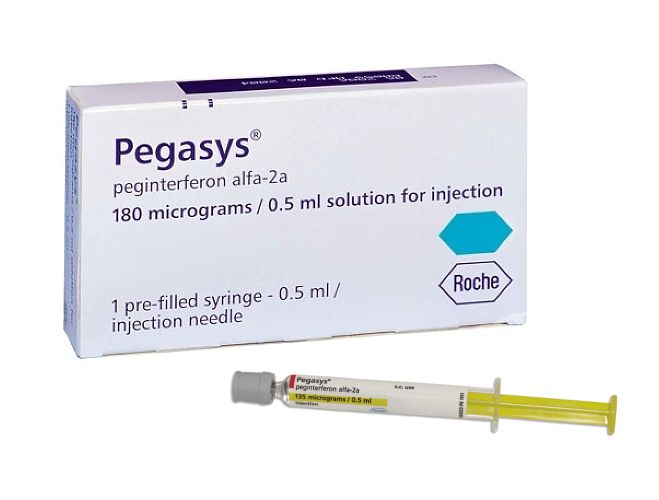 Pegasys®
peginterferon alfa-2a
180 micrograms / 0.5 ml solution for injection
Roche
1 pre-filled syringe - 0.5 ml /
injection needle
Pegasys®
peginterferon alfa-2a
s.c. use
135 micrograms / 0.5 ml
injection